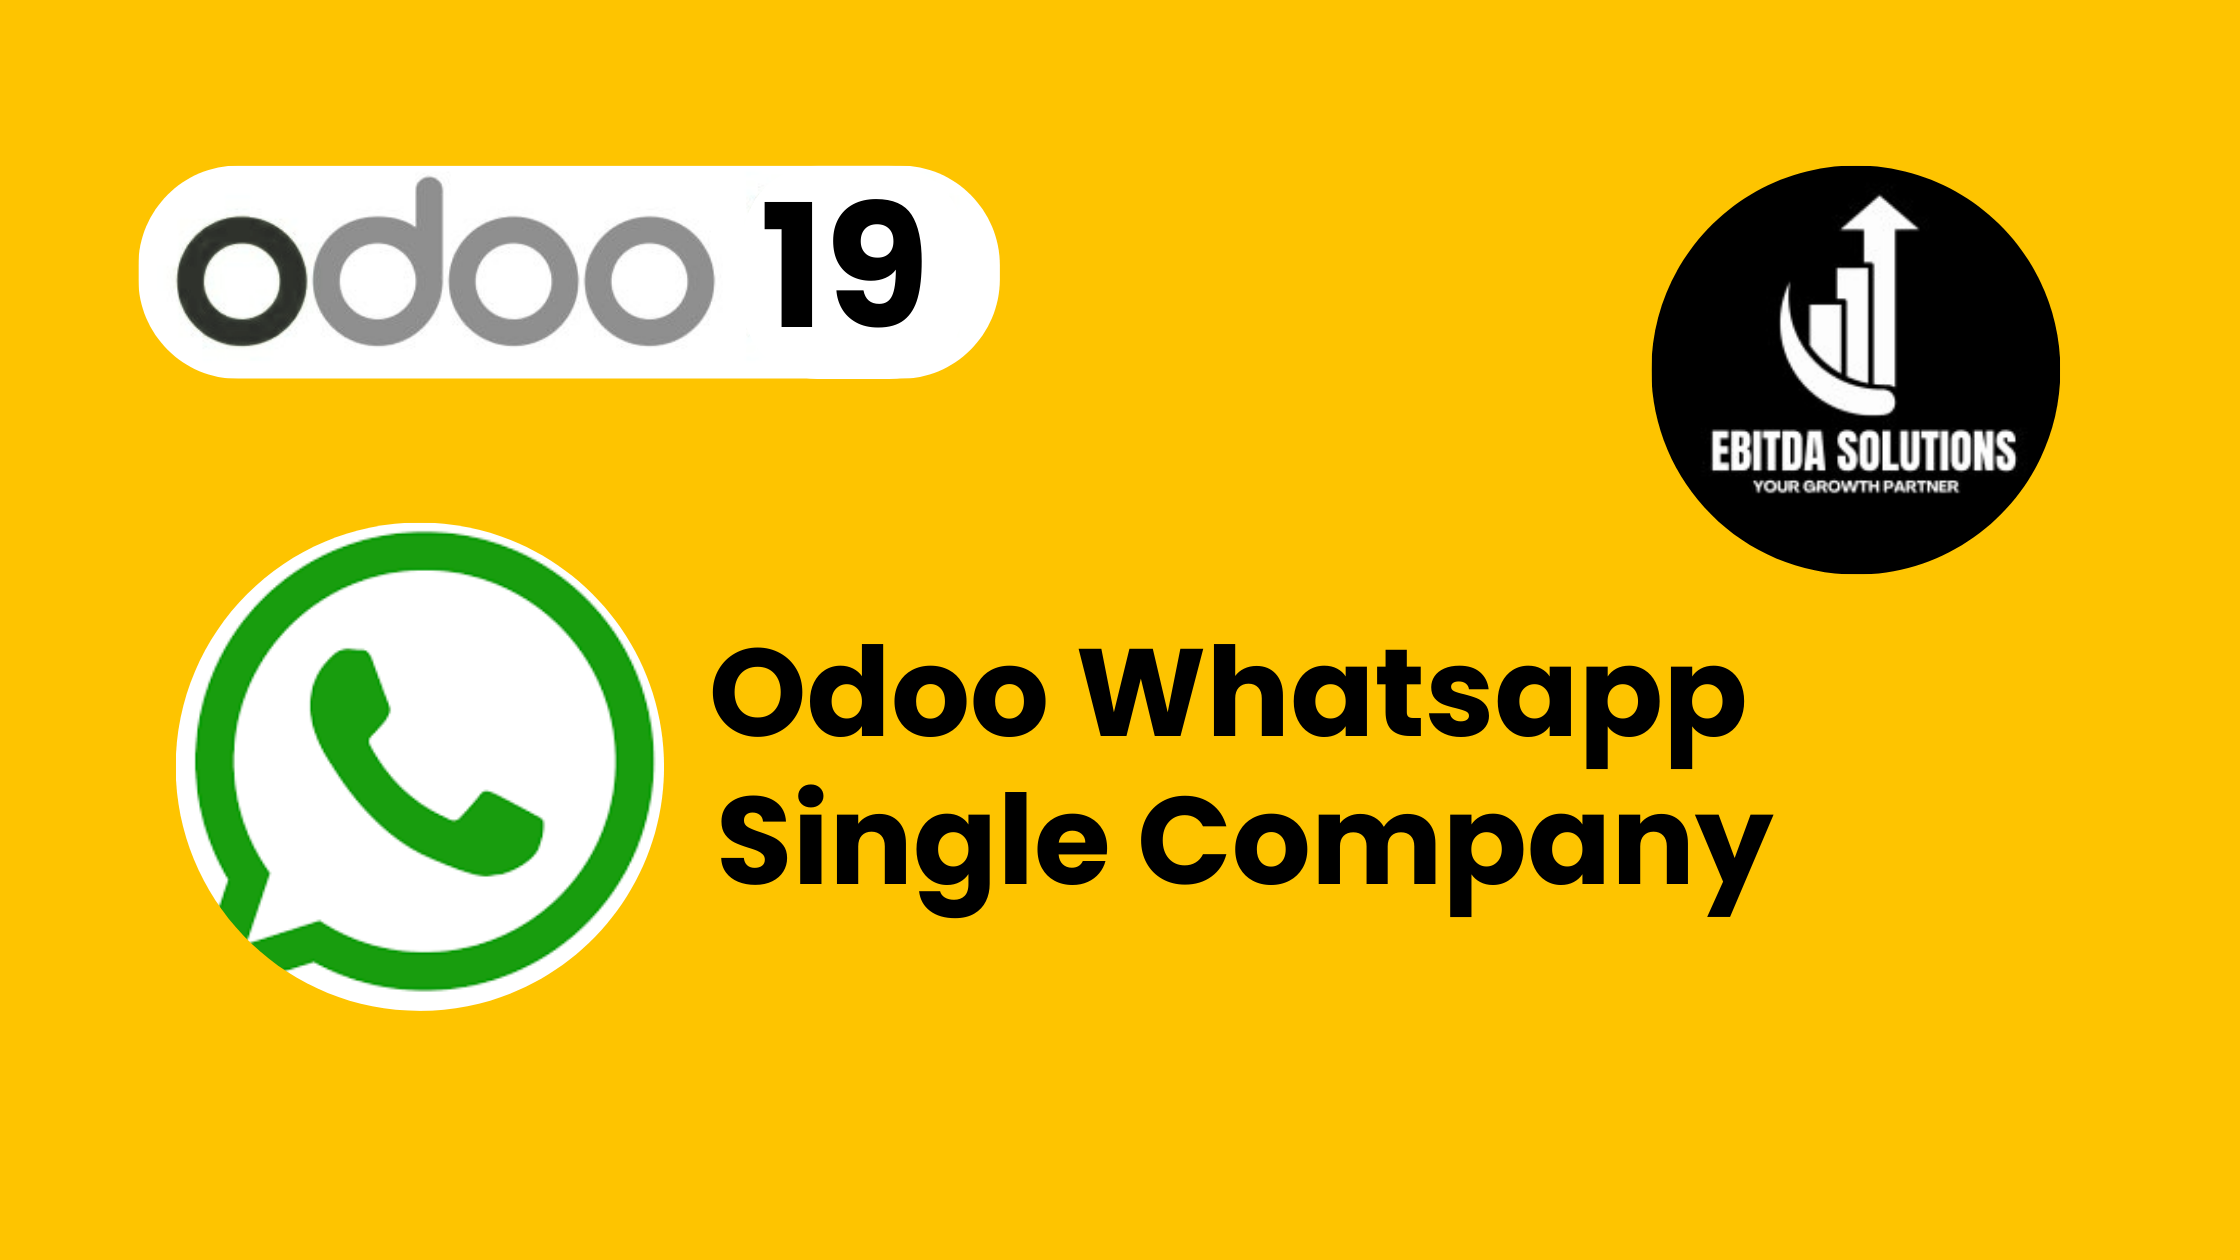 odoo 19
EBITDA SOLUTIONS
YOUR GROWTH PARTNER
Odoo Whatsapp
Single Company